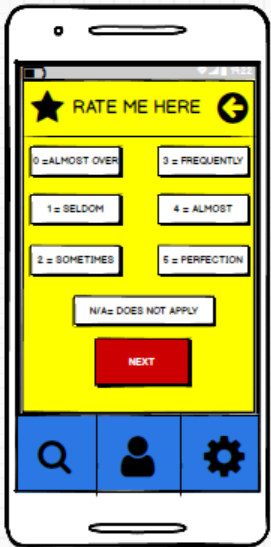 RATE ME HERE
0 =ALMOST OVER
3 = FREQUENTLY
1 = SELDOM
4 = ALMOST
2 = SOMETIMES
5 = PERFECTION
N/A= DOES NOT APPLY
NEXT